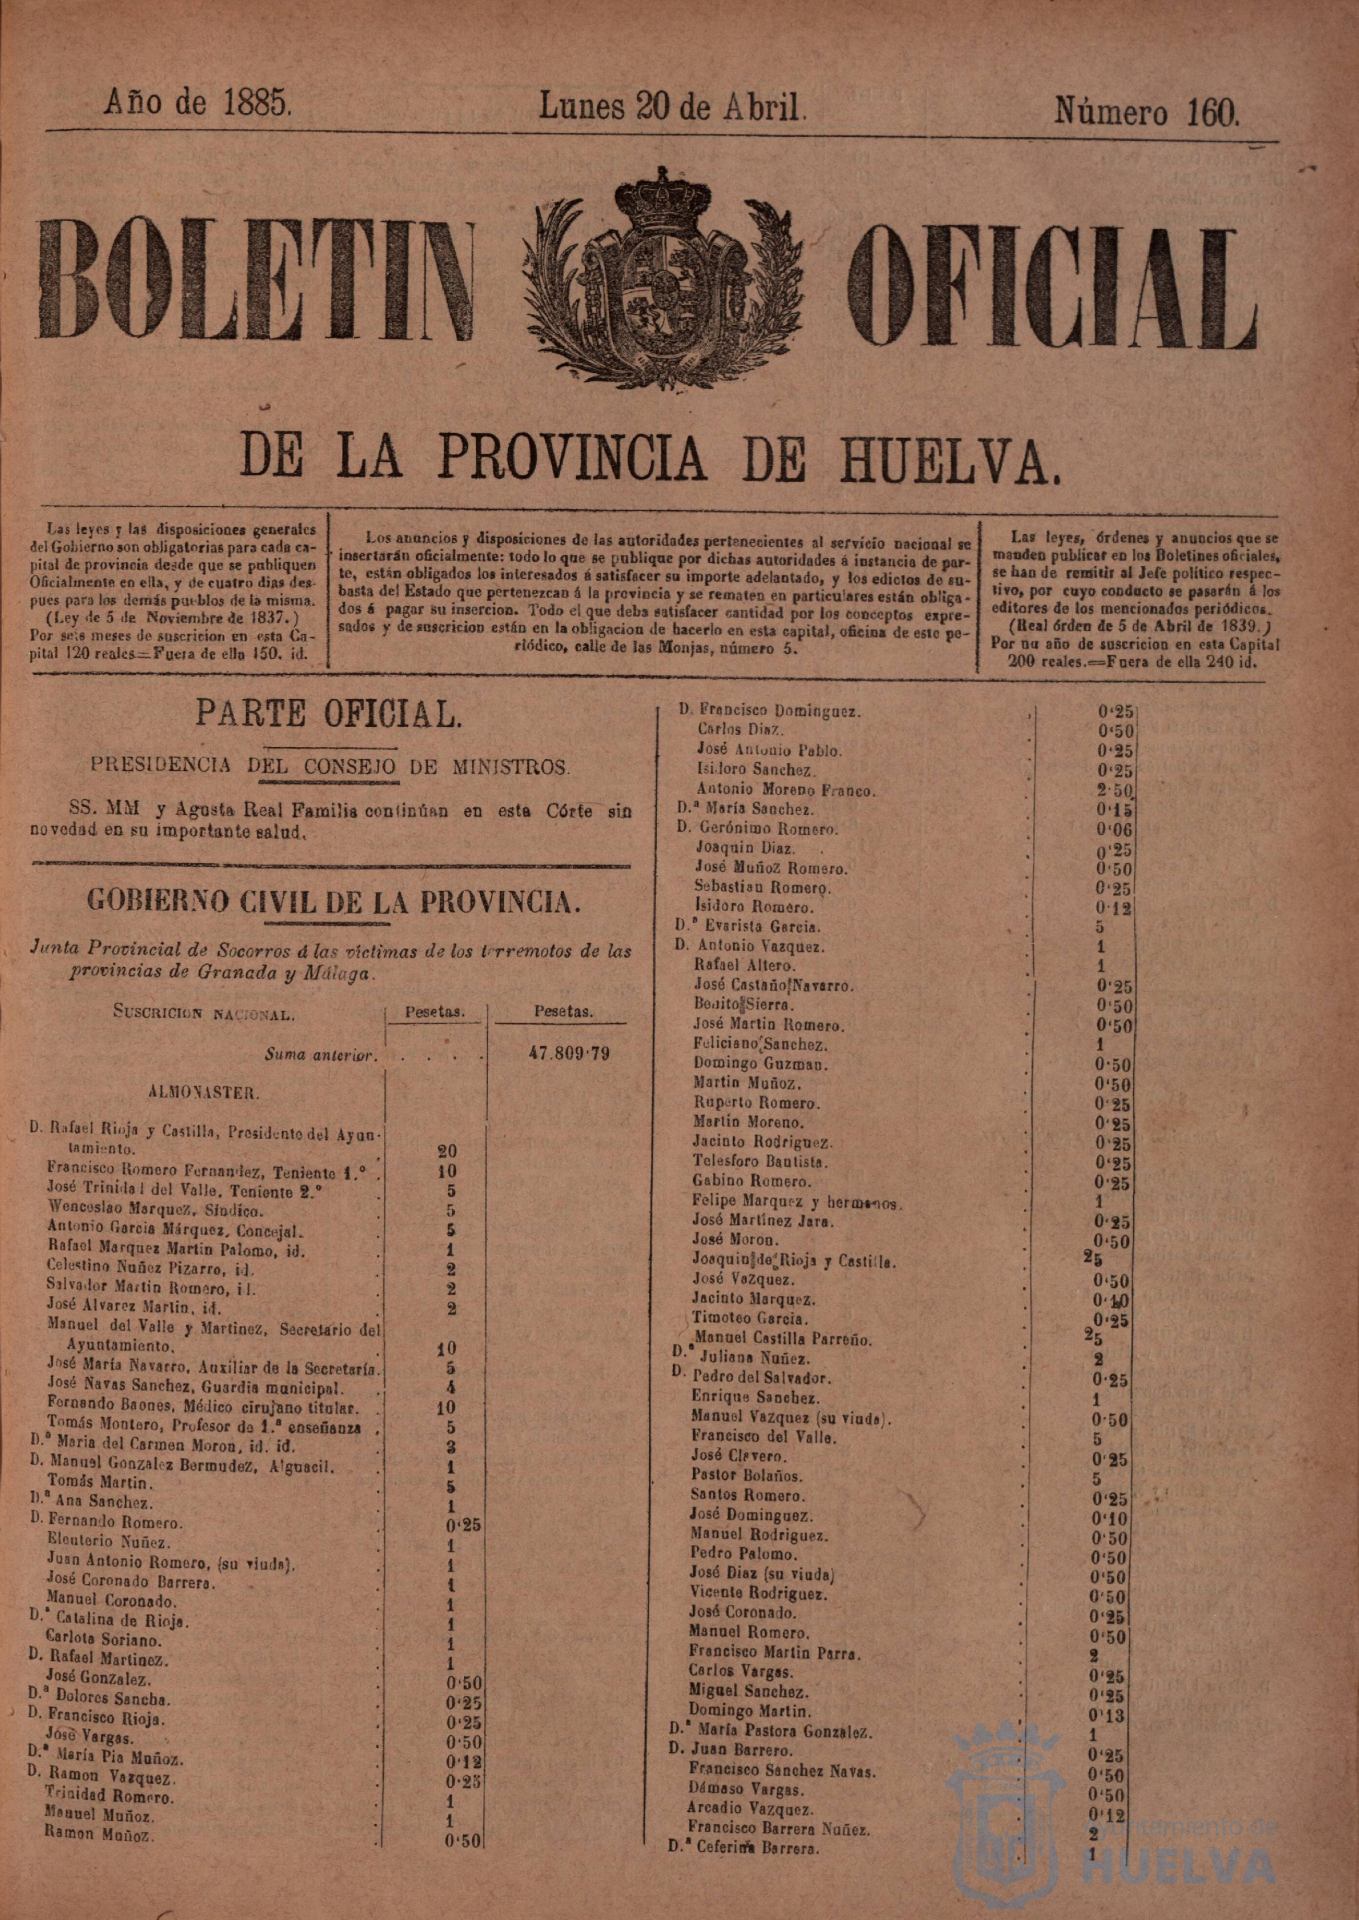 Año de 1885.
Lunes 20 de Abril.
Número 160.
BOLETIN OFICIAL
DE LA PROVINCIA DE HUELVA.
Las leyes y las disposiciones generales
del Gobierno son obligatorias para cada ca-
pital de provincia desde que se publiquen
Oficialmente en ella, y de cuatro dias des-
pues para los demás pueblos de la misma.
(Ley de 5 de Noviembre de 1837.)
Por seis meses de suscricion en esta Ca-
pital 120 reales=Fuera de ella 150. id.
Los anuncios y disposiciones de las autoridades pertenecientes al servicio nacional se
insertarán oficialmente: todo lo que se publique por dichas autoridades á instancia de par-
te, están obligados los interesados á satisfacer su importe adelantado, y los edictos de su-
basta del Estado que pertenezcan á la provincia y se rematen en particulares están obliga-
dos á pagar su insercion. Todo el que deba satisfacer cantidad por los conceptos expre-
sados y de suscricion están en la obligacion de hacerlo en esta capital, oficina de este pe-
riódico, calle de las Monjas, número 5.
Las leyes, órdenes y anuncios que se
manden publicar en los Boletines oficiales,
se han de remitir al Jefe político respec-
tivo, por cuyo conducto se pasarán á los
editores de los mencionados periódicos.
(Real órden de 5 de Abril de 1839.)
Por un año de suscricion en esta Capital
200 reales.=Fuera de ella 240 id.
PARTE OFICIAL.
PRESIDENCIA DEL CONSEJO DE MINISTROS.
SS. MM y Agusta Real Familia continúan en esta Córte sin
novedad en su importante salud.
GOBIERNO CIVIL DE LA PROVINCIA.
Junta Provincial de Socorros á las víctimas de los terremotos de las
provincias de Granada y Málaga.
SUSCRICION NACIONAL. Pesetas. Pesetas.
Suma anterior. . . . . 47.809·79
ALMONASTER.
D. Rafael Rioja y Castilla, Presidente del Ayun-
tamiento. 20
Francisco Romero Fernandez, Teniente 1.º . 10
José Trinidad del Valle, Teniente 2.º 5
Wenceslao Marquez, Síndico. 5
Antonio Garcia Márquez, Concejal. 5
Rafael Marquez Martin Palomo, id. 1
Celestino Nuñez Pizarro, id. 2
Salvador Martin Romero, id. 2
José Alvarez Martin, id. 2
Manuel del Valle y Martinez, Secretario del
Ayuntamiento. 10
José María Navarro, Auxiliar de la Secretaría. 5
José Navas Sanchez, Guardia municipal. 4
Fernando Baones, Médico cirujano titular. 10
Tomás Montero, Profesor de 1.ª enseñanza 5
D.ª Maria del Carmen Moron, id. id. 3
D. Manuel Gonzalez Bermudez, Alguacil. 1
Tomás Martin. 5
D.ª Ana Sanchez. 1
D. Fernando Romero. 0·25
Eleuterio Nuñez. 1
Juan Antonio Romero, (su viuda). 1
José Coronado Barrera. 1
Manuel Coronado. 1
D.ª Catalina de Rioja. 1
Carlota Soriano. 1
D. Rafael Martinez. 1
José Gonzalez. 0·50
D.ª Dolores Sancha. 0·25
D. Francisco Rioja. 0·25
José Vargas. 0·50
D.ª María Pia Muñoz. 0·12
D. Ramon Vazquez. 0·25
Trinidad Romero. 1
Manuel Muñoz. 1
Ramon Muñoz. 0·50
D. Francisco Dominguez. 0·25
Carlos Diaz. 0·50
José Antonio Pablo. 0·25
Isidoro Sanchez. 0·25
Antonio Moreno Franco. 2·50
D.ª María Sanchez. 0·15
D. Gerónimo Romero. 0·06
Joaquin Diaz. 0·25
José Muñoz Romero. 0·50
Sebastian Romero. 0·25
Isidoro Romero. 0·12
D.ª Evarista Garcia. 5
D. Antonio Vazquez. 1
Rafael Altero. 1
José Castaño Navarro. 0·25
Benito Sierra. 0·50
José Martin Romero. 0·50
Feliciano Sanchez. 1
Domingo Guzman. 0·50
Martin Muñoz. 0·50
Ruperto Romero. 0·25
Martin Moreno. 0·25
Jacinto Rodriguez. 0·25
Telesforo Bautista. 0·25
Gabino Romero. 0·25
Felipe Marquez y hermanos. 1
José Martínez Jara. 0·25
José Moron. 0·50
Joaquin de Rioja y Castilla. 25
José Vazquez. 0·50
Jacinto Marquez. 0·10
Timoteo Garcia. 0·25
Manuel Castilla Parreño. 25
D.ª Juliana Nuñez. 2
D. Pedro del Salvador. 0·25
Enrique Sanchez. 1
Manuel Vazquez (su viuda). 0·50
Francisco del Valle. 5
José Clavero. 0·25
Pastor Bolaños. 5
Santos Romero. 0·25
José Dominguez. 0·10
Manuel Rodriguez. 0·50
Pedro Palomo. 0·50
José Diaz (su viuda) 0·50
Vicente Rodriguez. 0·50
José Coronado. 0·25
Manuel Romero. 0·50
Francisco Martin Parra. 2
Carlos Vargas. 0·25
Miguel Sanchez. 0·25
Domingo Martin. 0·13
D.ª María Pastora Gonzalez. 1
D. Juan Barrero. 0·25
Francisco Sanchez Navas. 0·50
Dámaso Vargas. 0·50
Arcadio Vazquez. 0·12
Francisco Barrera Nuñez. 2
D.ª Ceferina Barrera. 1
Ayuntamiento de
HUELVA